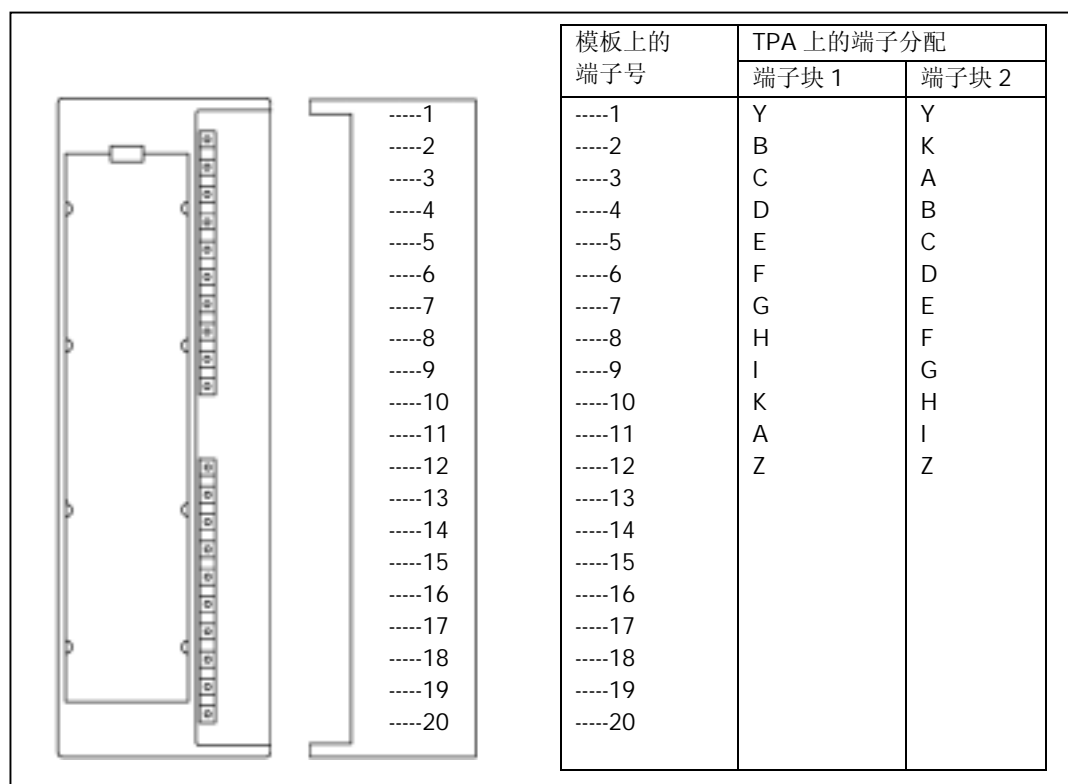 模板上的 TPA 上的端子分配
端子号 端子块 1 端子块 2
-----1 -----1 Y Y
-----2 -----2 B K
-----3 -----3 C A
-----4 -----4 D B
-----5 -----5 E C
-----6 -----6 F D
-----7 -----7 G E
-----8 -----8 H F
-----9 -----9 I G
-----10 -----10 K H
-----11 -----11 A I
-----12 -----12 Z Z
-----13 -----13
-----14 -----14
-----15 -----15
-----16 -----16
-----17 -----17
-----18 -----18
-----19 -----19
-----20 -----20